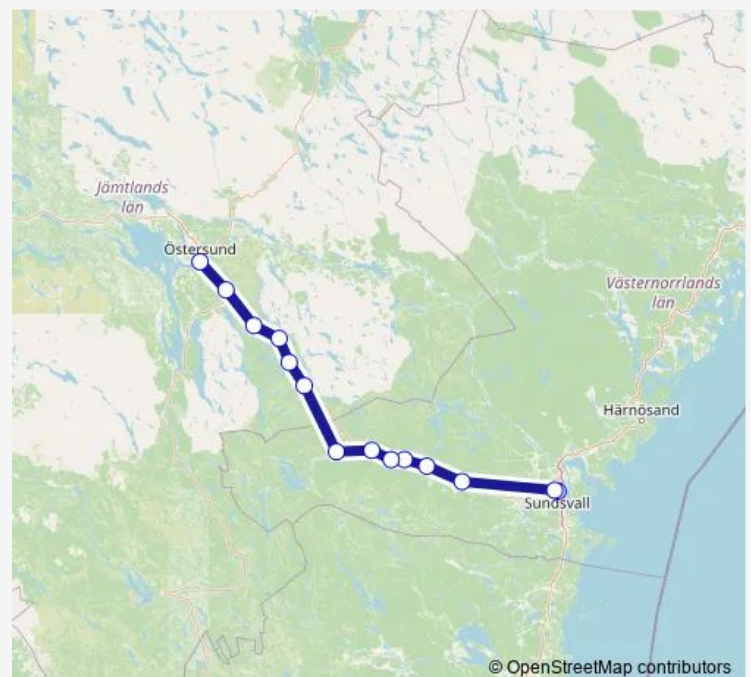 Jämtlands
län
Östersund
Västernorrlands
län
Härnösand
Sundsvall
© OpenStreetMap contributors